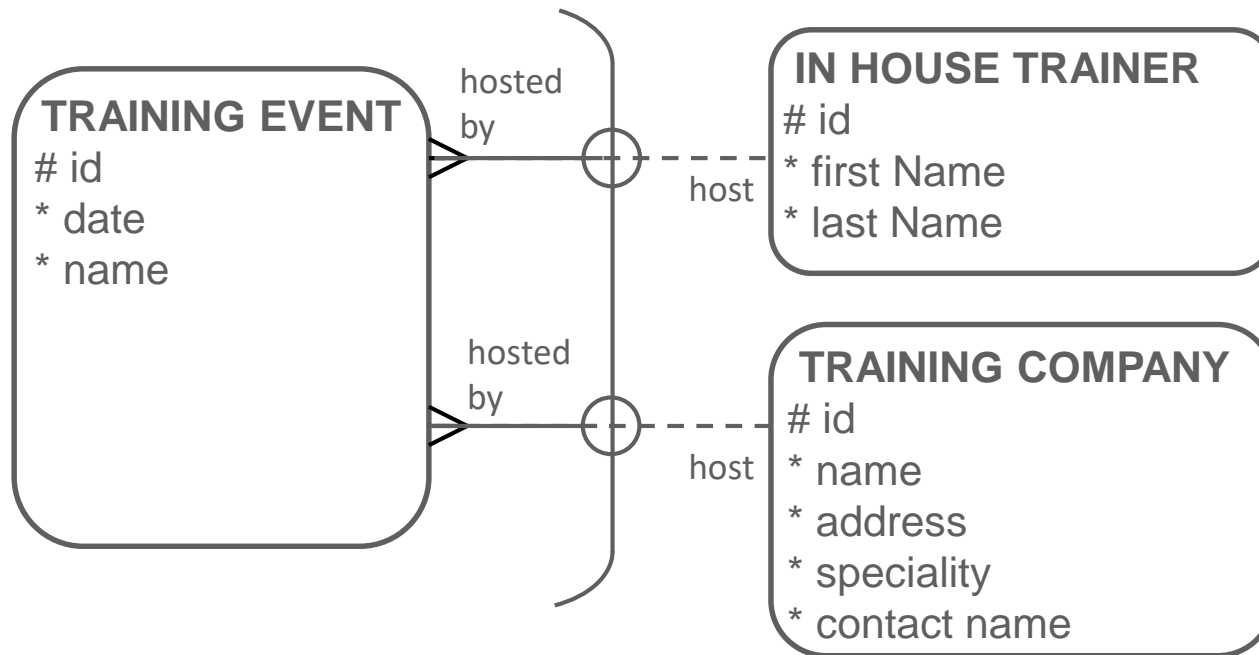 TRAINING EVENT
# id
* date
* name
hosted
by
host
hosted
by
host
IN HOUSE TRAINER
# id
* first Name
* last Name
TRAINING COMPANY
# id
* name
* address
* speciality
* contact name